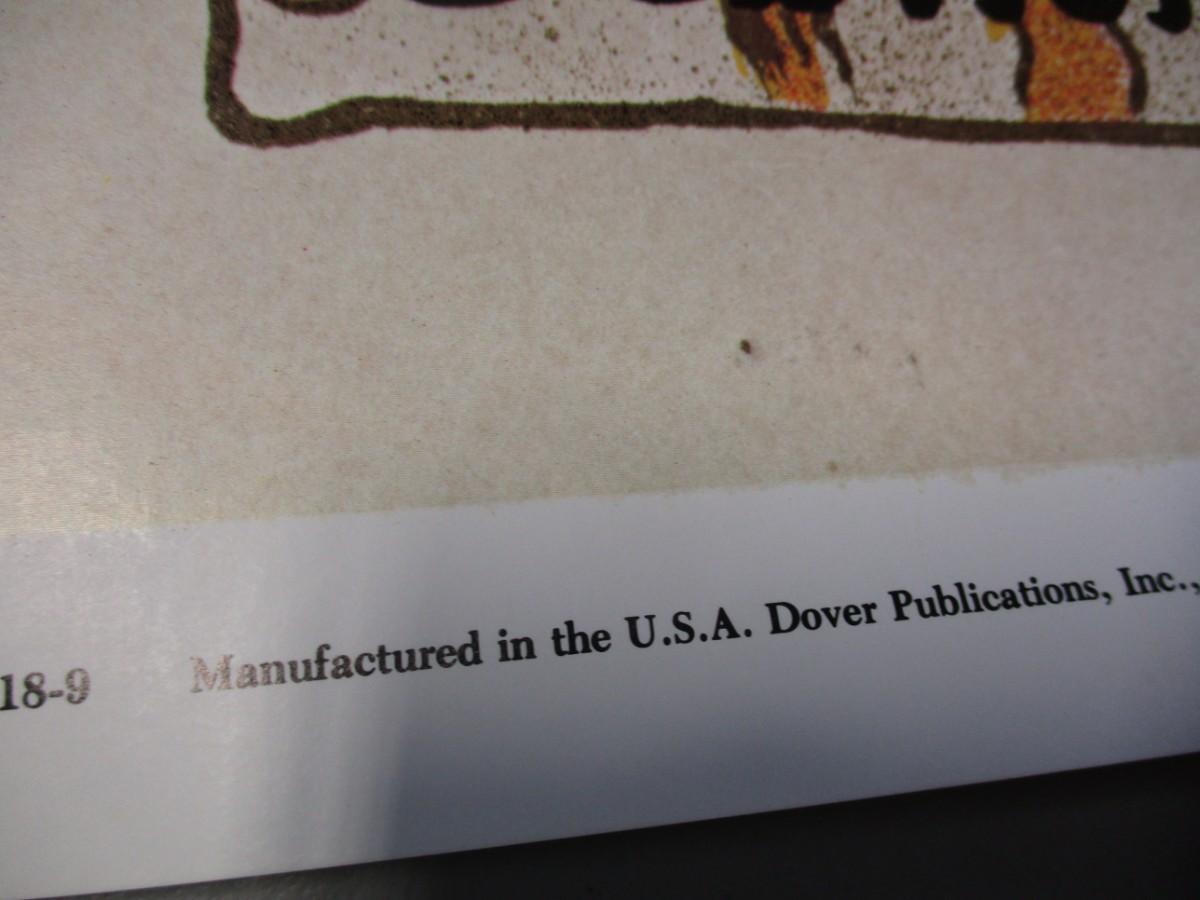 18-9 Manufactured in the U.S.A. Dover Publications, Inc.,